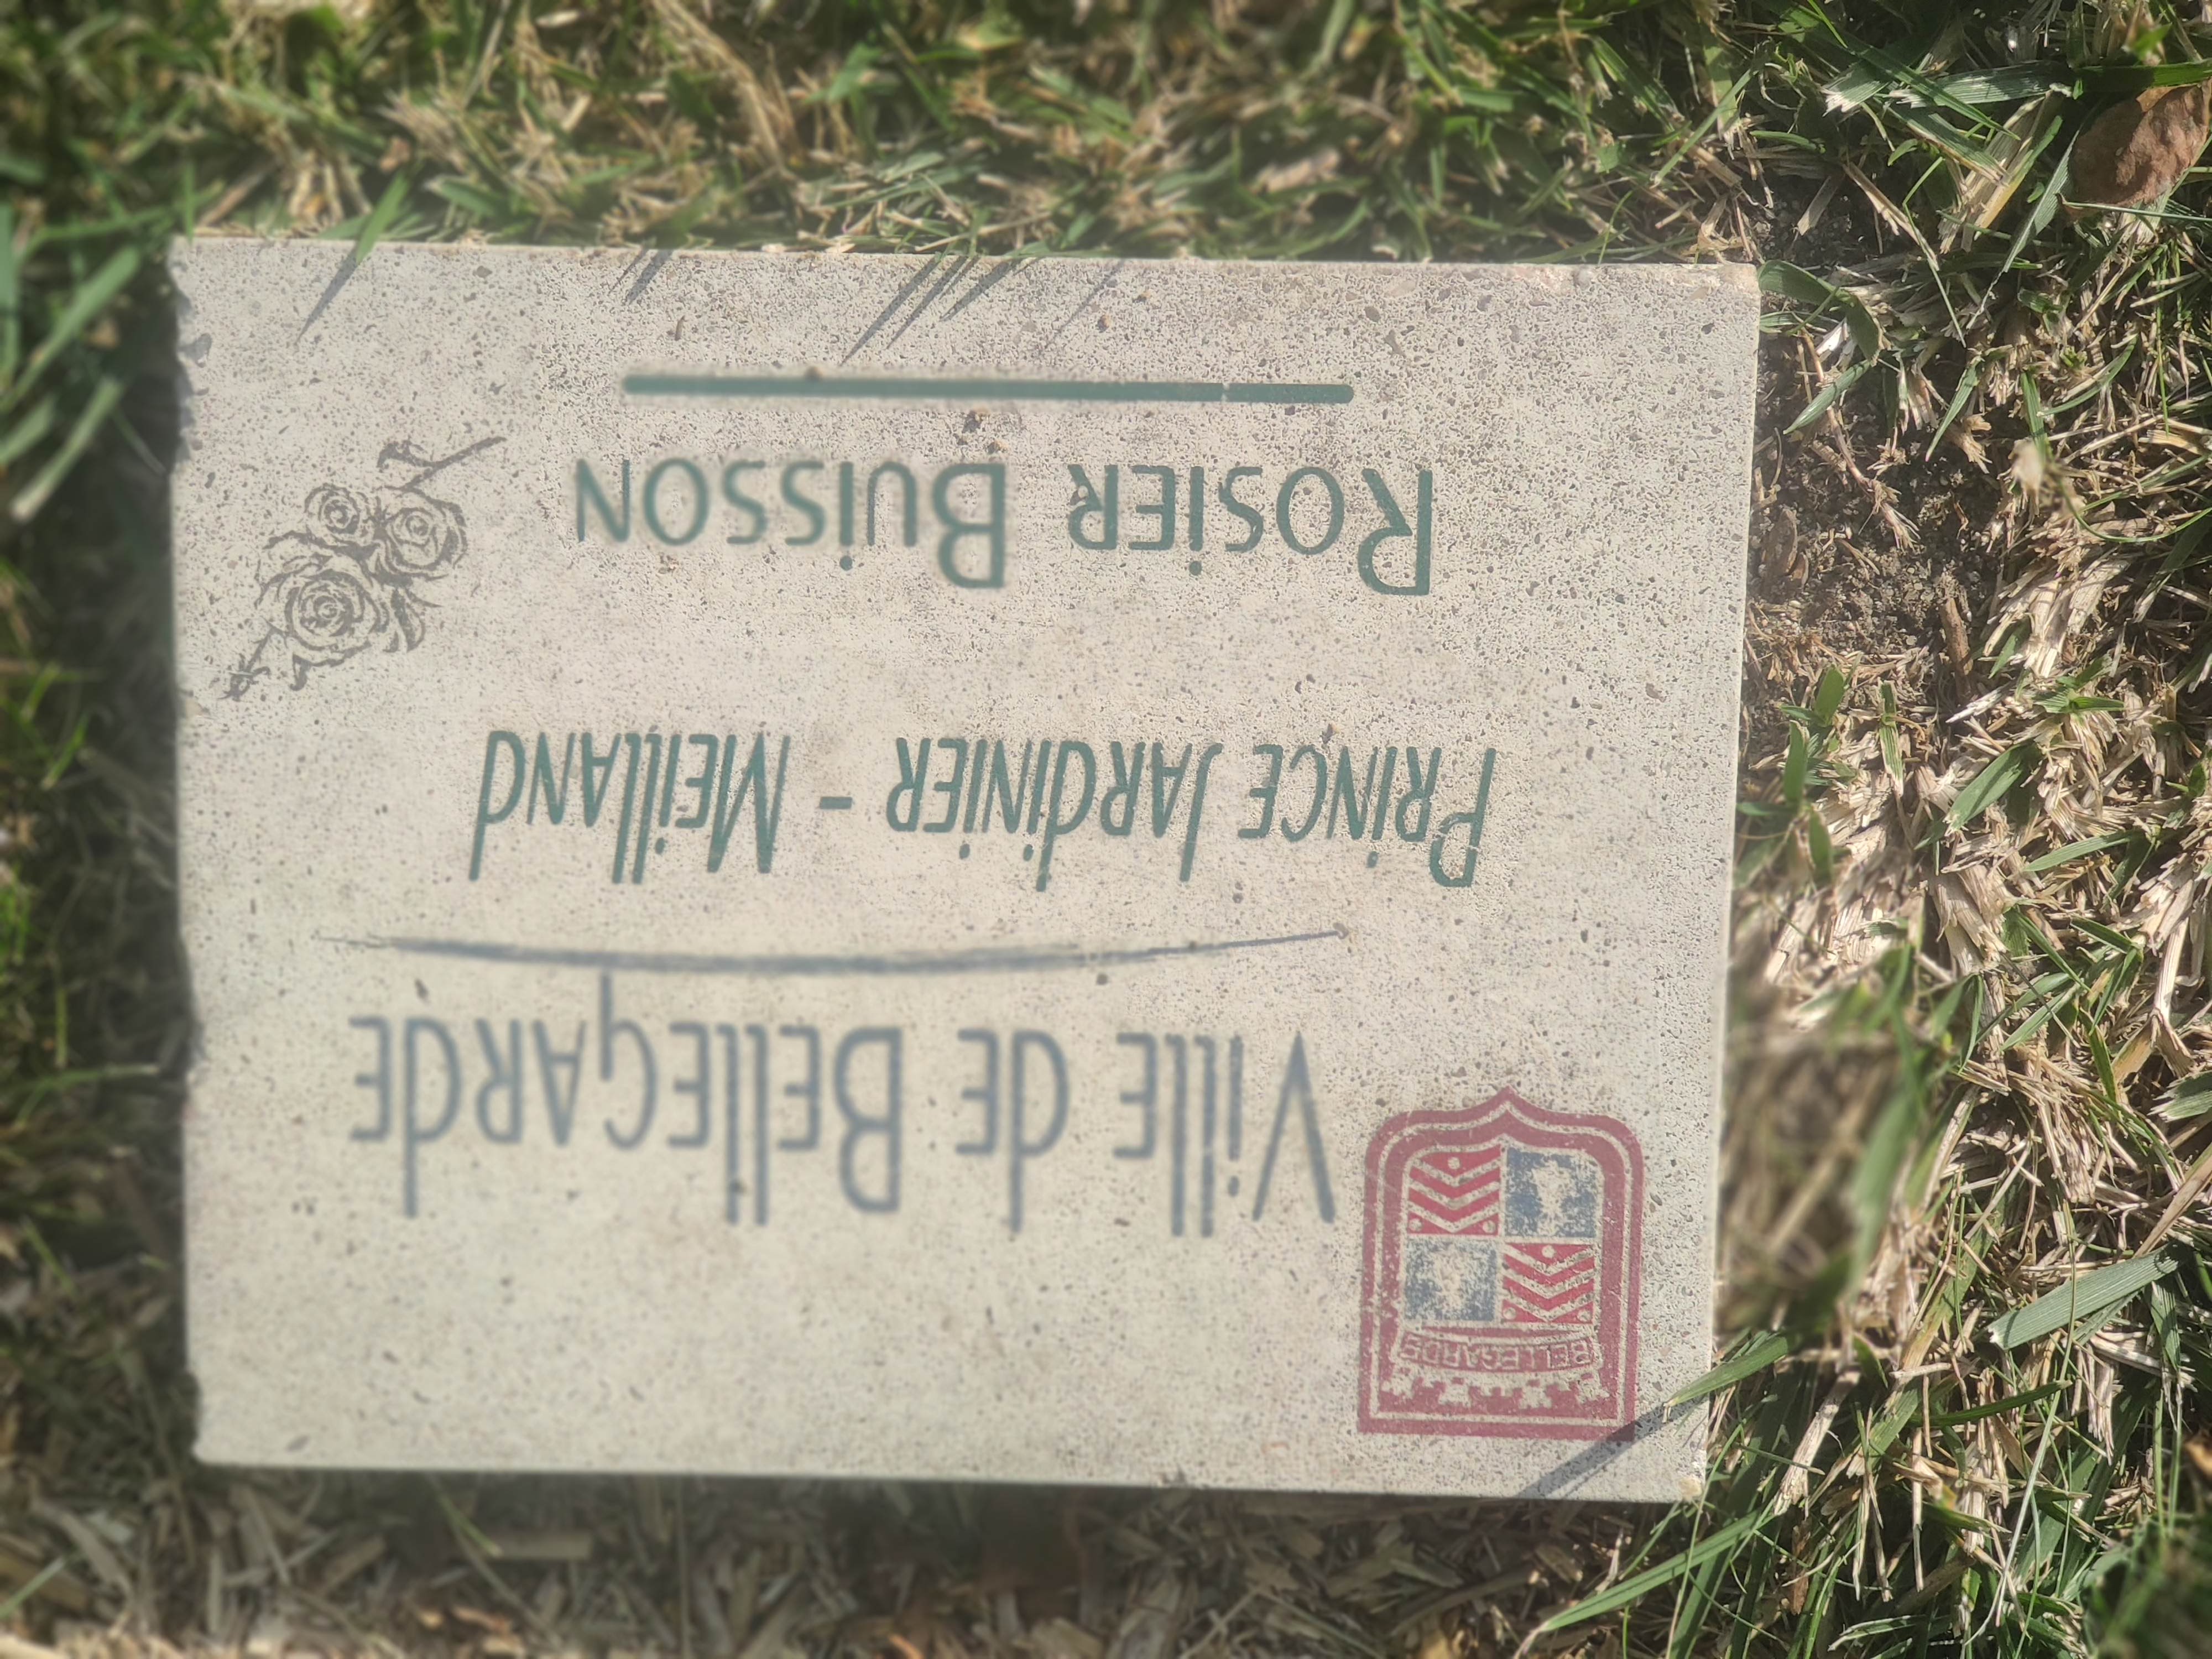 BELLEGARDE
Ville de Bellegarde
Prince Jardinier - Meilland
Rosier Buisson